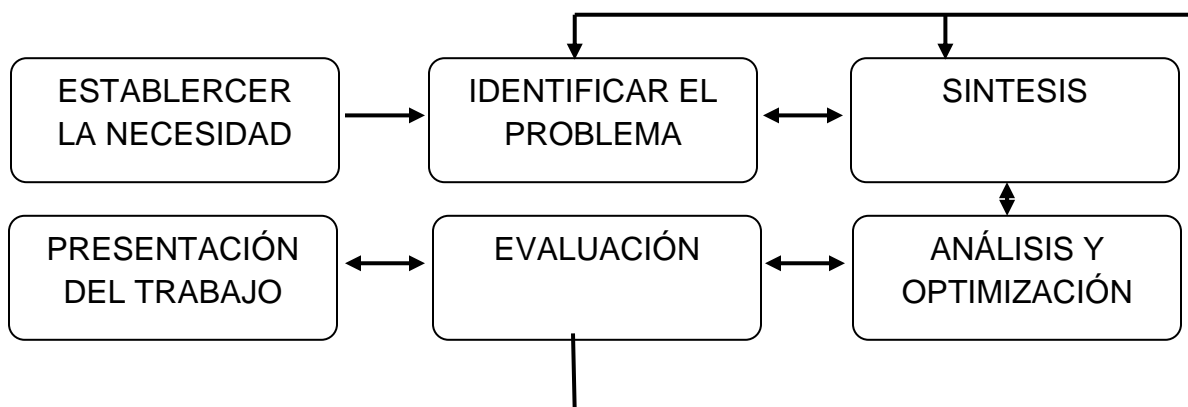 ESTABLERCER
LA NECESIDAD
IDENTIFICAR EL
PROBLEMA
SINTESIS
PRESENTACIÓN
DEL TRABAJO
EVALUACIÓN
ANÁLISIS Y
OPTIMIZACIÓN